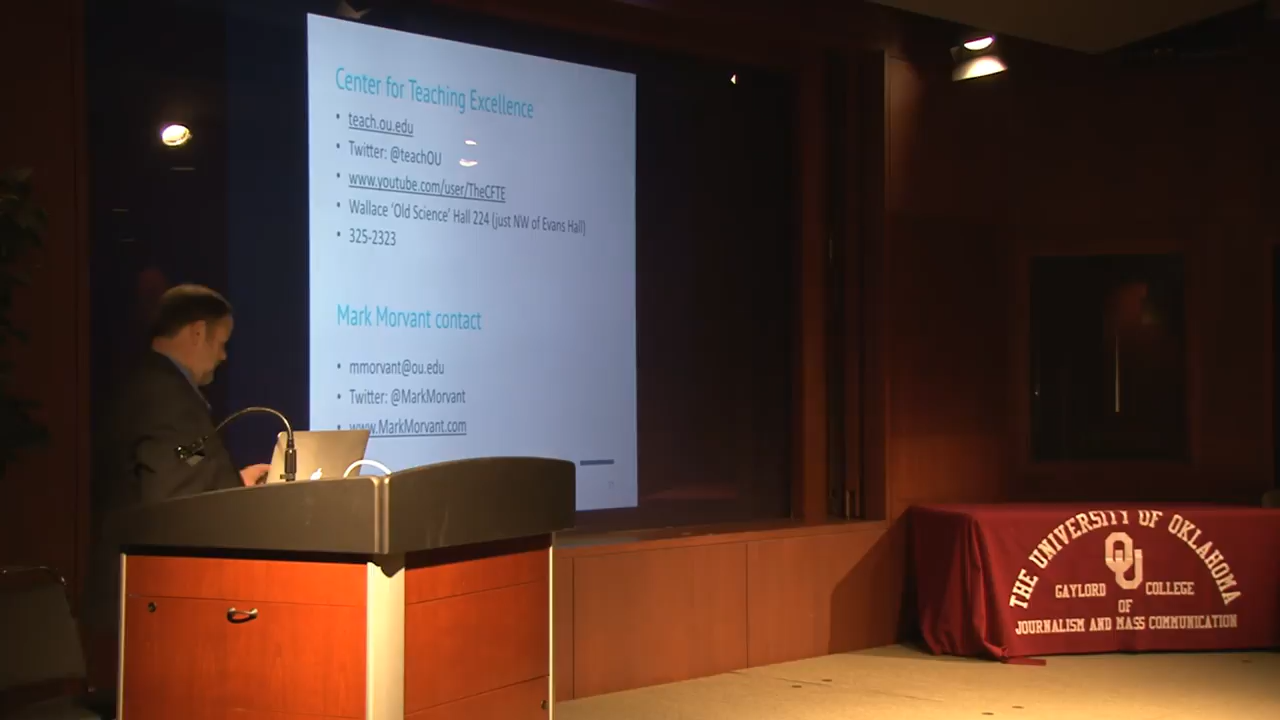 Center for Teaching Excellence
• teach.ou.edu
• Twitter: @teachOU
• www.youtube.com/user/TheCFTE
• Wallace 'Old Science' Hall 224 (just NW of Evans Hall)
• 325-2323
Mark Morvant contact
• mmorvant@ou.edu
• Twitter: @MarkMorvant
• www.MarkMorvant.com
THE UNIVERSITY OF OKLAHOMA
OU
GAYLORD COLLEGE
OF
JOURNALISM AND MASS COMMUNICATION